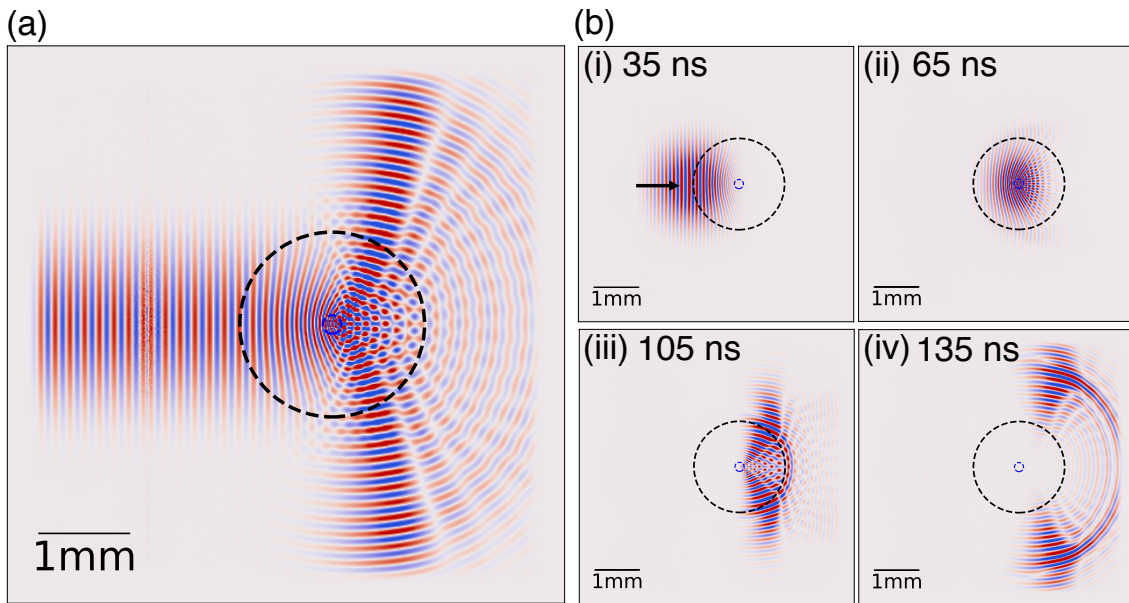 (a)
1mm
(b)
(i) 35 ns
1mm
(ii) 65 ns
1mm
(iii) 105 ns
1mm
(iv) 135 ns
1mm